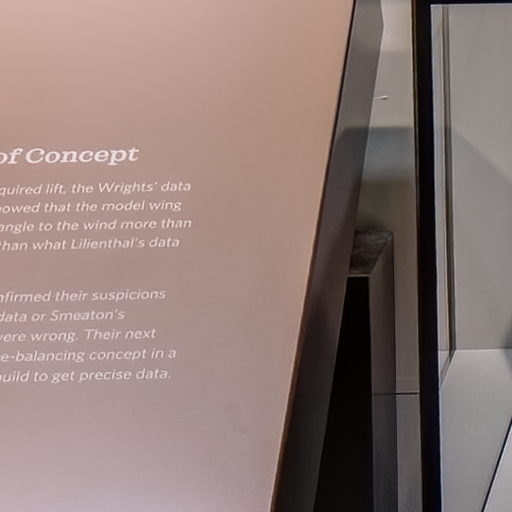 of Concept
quired lift, the Wrights' data
owed that the model wing
angle to the wind more than
than what Lilienthal's data
nfirmed their suspicions
data or Smeaton's
were wrong. Their next
e-balancing concept in a
build to get precise data.